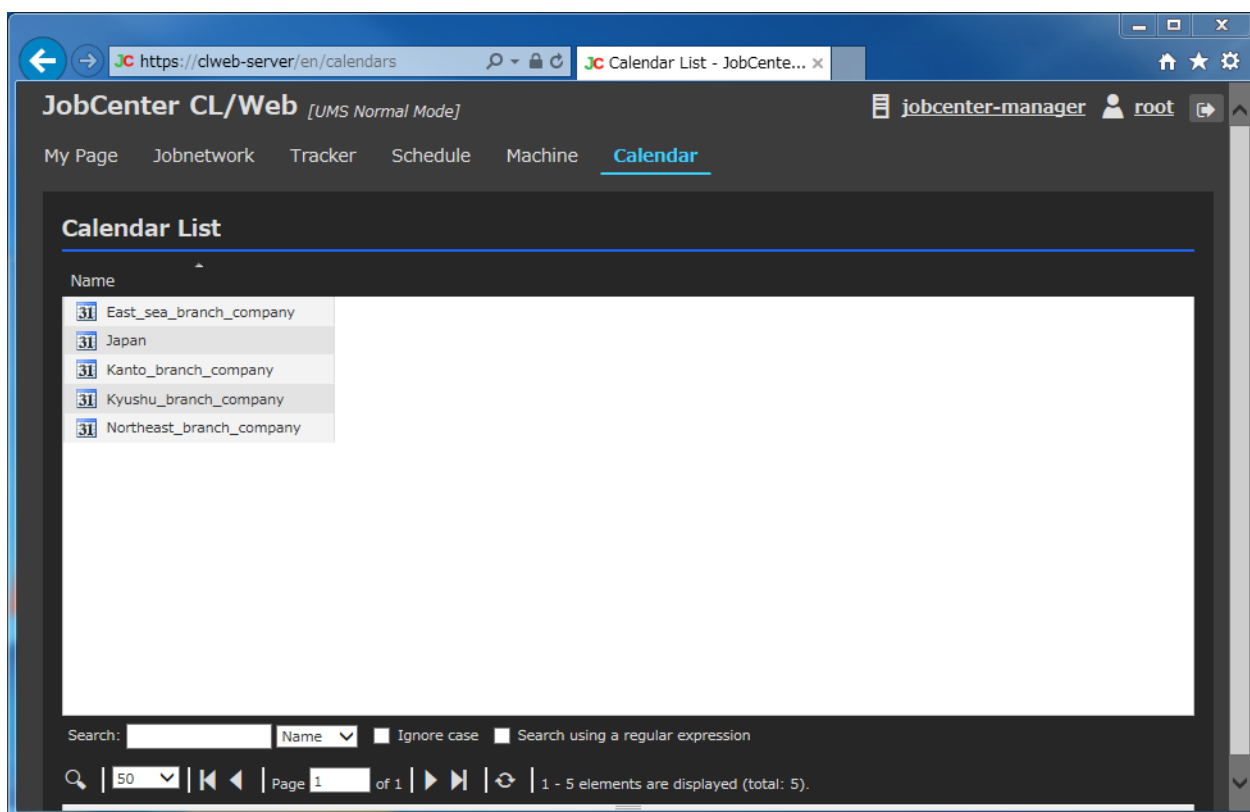 https://clweb-server/en/calendars JC Calendar List - JobCente...
JobCenter CL/Web [UMS Normal Mode] jobcenter-manager root
My Page Jobnetwork Tracker Schedule Machine Calendar
Calendar List
Name
31 East_sea_branch_company
31 Japan
31 Kanto_branch_company
31 Kyushu_branch_company
31 Northeast_branch_company
Search: Name Ignore case Search using a regular expression
50 Page 1 of 1 1 - 5 elements are displayed (total: 5).